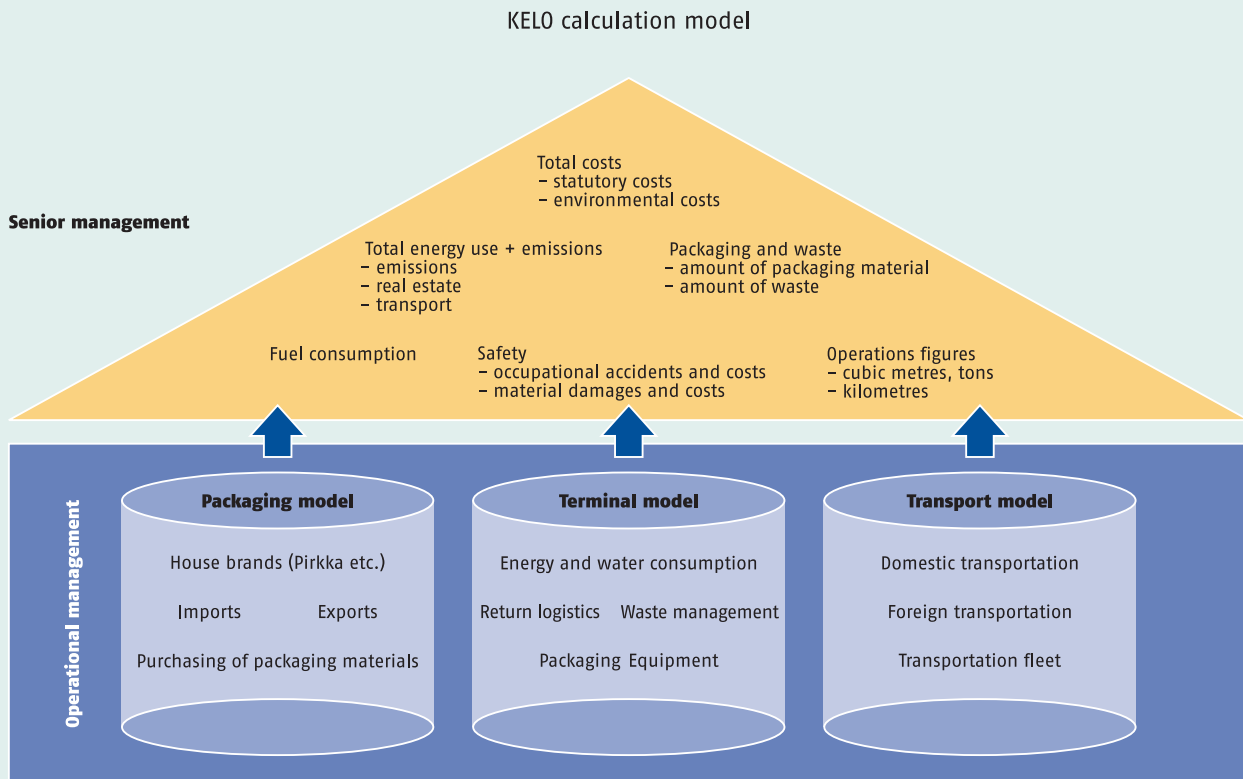 KELO calculation model
Total costs
– statutory costs
– environmental costs
Senior management
Total energy use + emissions
– emissions
– real estate
– transport
Packaging and waste
– amount of packaging material
– amount of waste
Fuel consumption
Safety
– occupational accidents and costs
– material damages and costs
Operations figures
– cubic metres, tons
– kilometres
Operational management
Packaging model
House brands (Pirkka etc.)
Imports
Exports
Purchasing of packaging materials
Terminal model
Energy and water consumption
Return logistics
Waste management
Packaging Equipment
Transport model
Domestic transportation
Foreign transportation
Transportation fleet